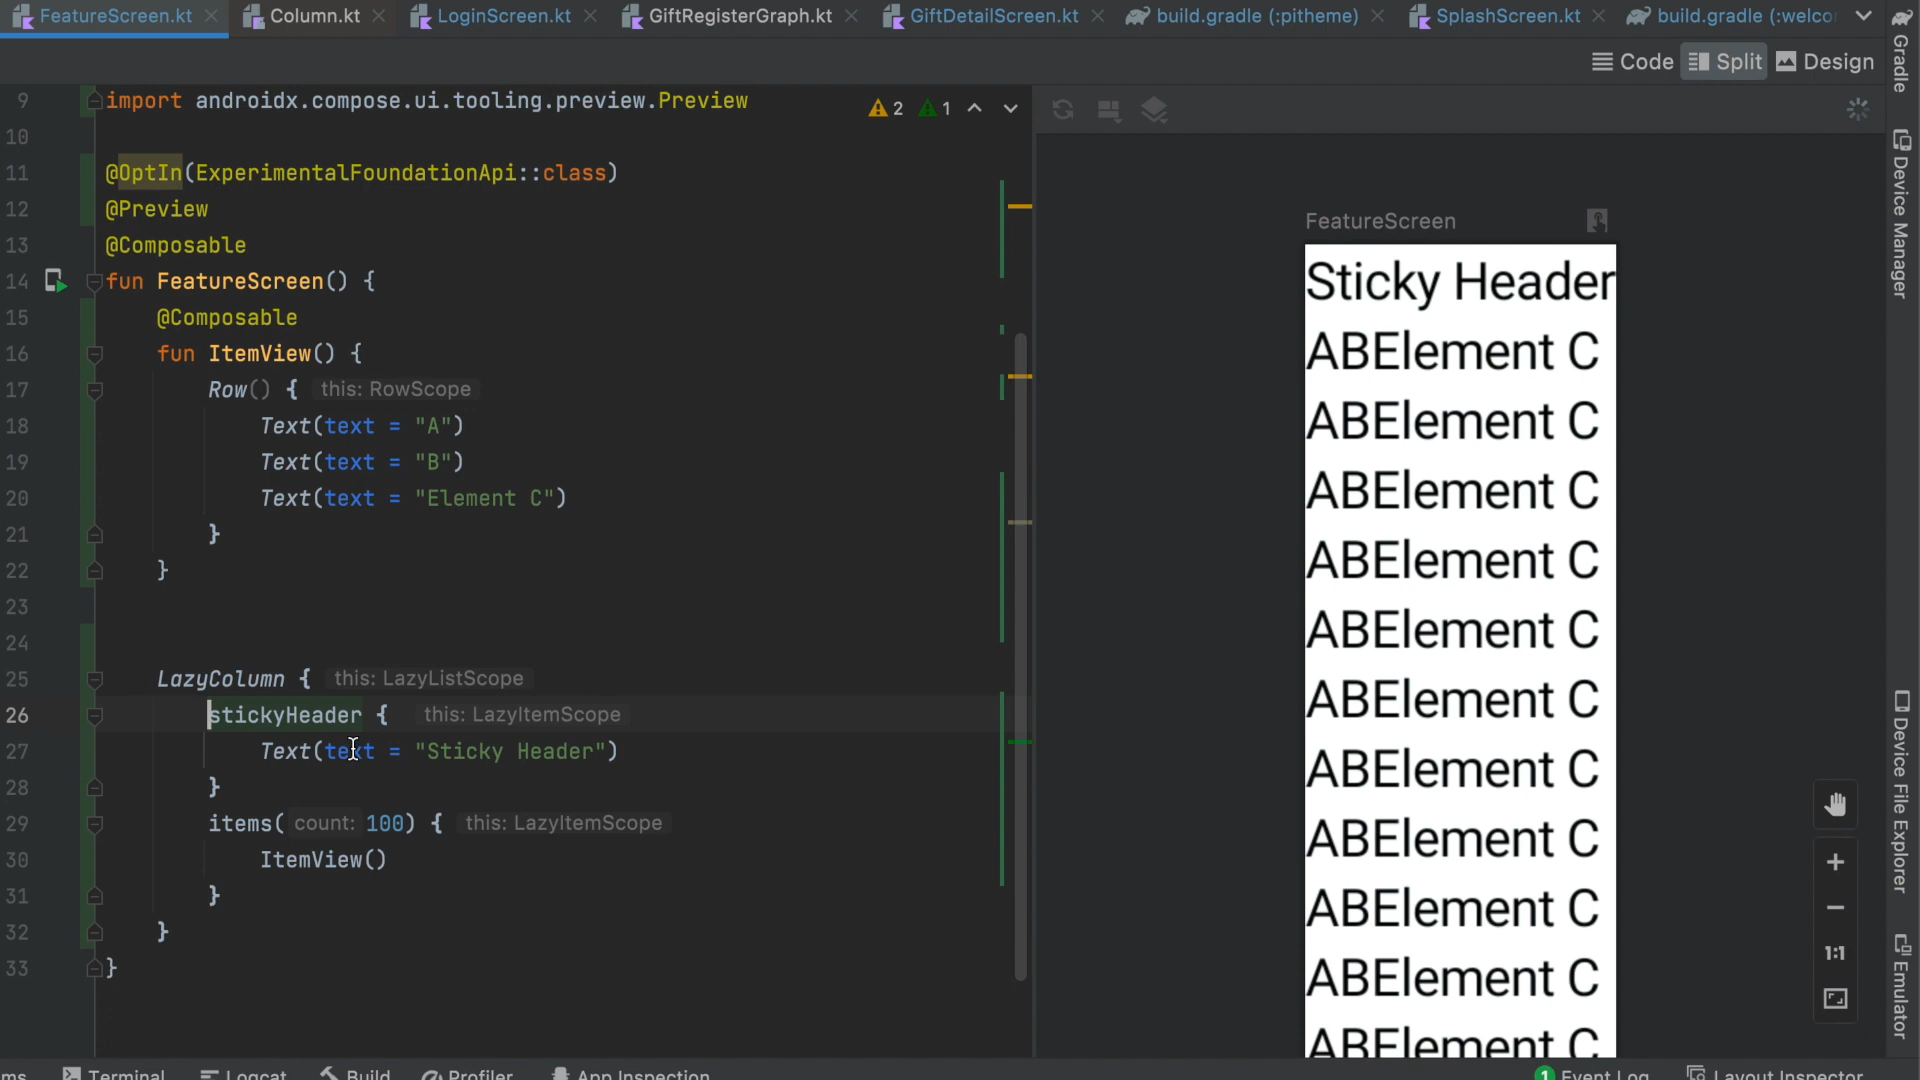 FeatureScreen.kt Column.kt LoginScreen.kt GiftRegisterGraph.kt GiftDetailScreen.kt build.gradle (:pitheme) SplashScreen.kt build.gradle (:welco
Code Split Design
9 import androidx.compose.ui.tooling.preview.Preview
2 1
10
11 @OptIn(ExperimentalFoundationApi::class)
12 @Preview
13 @Composable
14 fun FeatureScreen() {
15 @Composable
16 fun ItemView() {
17 Row() { this: RowScope
18 Text(text = "A")
19 Text(text = "B")
20 Text(text = "Element C")
21 }
22 }
23
24
25 LazyColumn { this: LazyListScope
26 stickyHeader { this: LazyItemScope
27 Text(text = "Sticky Header")
28 }
29 items( count: 100) { this: LazyItemScope
30 ItemView()
31 }
32 }
33 }
FeatureScreen
Sticky Header
ABElement C
ABElement C
ABElement C
ABElement C
ABElement C
ABElement C
ABElement C
ABElement C
ABElement C
ABElement C
ABElement C
1:1
Gradle
Device Manager
Device File Explorer
Emulator
ms Terminal Logcat Build Profiler App Inspection 1 Event Log Layout Inspector